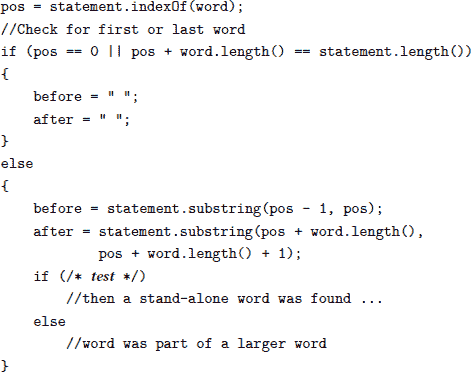 pos = statement.indexOf(word);
//Check for first or last word
if (pos == 0 || pos + word.length() == statement.length())
{
    before = " ";
    after = " ";
}
else
{
    before = statement.substring(pos - 1, pos);
    after = statement.substring(pos + word.length(),
            pos + word.length() + 1);
    if (/* test */)
        //then a stand-alone word was found ...
    else
        //word was part of a larger word
}